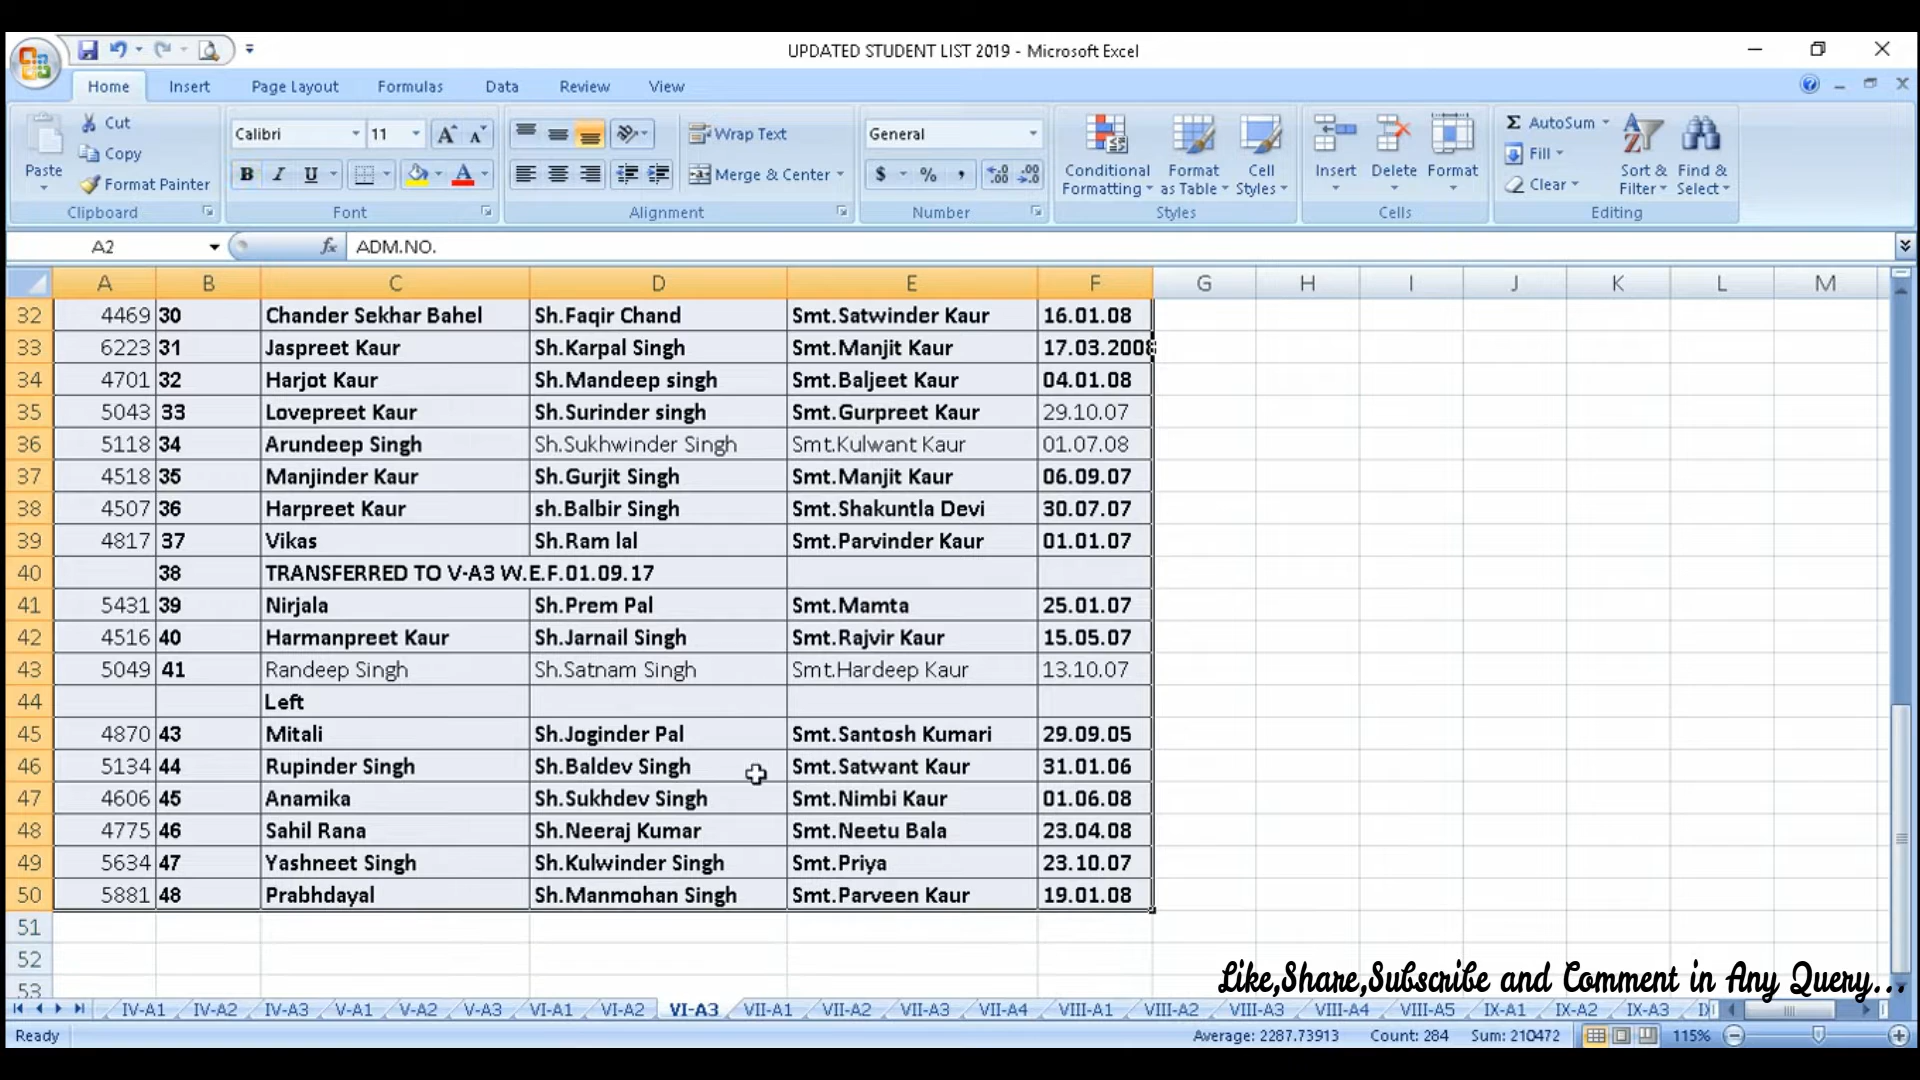 UPDATED STUDENT LIST 2019 - Microsoft Excel
Home Insert Page Layout Formulas Data Review View
Paste Cut Copy Format Painter Clipboard
Calibri 11 A A B I U A Font
Wrap Text Merge & Center Alignment
General $ % , .00 Number
Conditional Formatting Format as Table Cell Styles Styles
Insert Delete Format Cells
Σ AutoSum Fill Clear Sort & Filter Find & Select Editing
A2 fx ADM.NO.
A B C D E F G H I J K L M
32 4469 30 Chander Sekhar Bahel Sh.Faqir Chand Smt.Satwinder Kaur 16.01.08
33 6223 31 Jaspreet Kaur Sh.Karpal Singh Smt.Manjit Kaur 17.03.2008
34 4701 32 Harjot Kaur Sh.Mandeep singh Smt.Baljeet Kaur 04.01.08
35 5043 33 Lovepreet Kaur Sh.Surinder singh Smt.Gurpreet Kaur 29.10.07
36 5118 34 Arundeep Singh Sh.Sukhwinder Singh Smt.Kulwant Kaur 01.07.08
37 4518 35 Manjinder Kaur Sh.Gurjit Singh Smt.Manjit Kaur 06.09.07
38 4507 36 Harpreet Kaur sh.Balbir Singh Smt.Shakuntla Devi 30.07.07
39 4817 37 Vikas Sh.Ram lal Smt.Parvinder Kaur 01.01.07
40 38 TRANSFERRED TO V-A3 W.E.F.01.09.17
41 5431 39 Nirjala Sh.Prem Pal Smt.Mamta 25.01.07
42 4516 40 Harmanpreet Kaur Sh.Jarnail Singh Smt.Rajvir Kaur 15.05.07
43 5049 41 Randeep Singh Sh.Satnam Singh Smt.Hardeep Kaur 13.10.07
44 Left
45 4870 43 Mitali Sh.Joginder Pal Smt.Santosh Kumari 29.09.05
46 5134 44 Rupinder Singh Sh.Baldev Singh Smt.Satwant Kaur 31.01.06
47 4606 45 Anamika Sh.Sukhdev Singh Smt.Nimbi Kaur 01.06.08
48 4775 46 Sahil Rana Sh.Neeraj Kumar Smt.Neetu Bala 23.04.08
49 5634 47 Yashneet Singh Sh.Kulwinder Singh Smt.Priya 23.10.07
50 5881 48 Prabhdayal Sh.Manmohan Singh Smt.Parveen Kaur 19.01.08
51
52
53
Like,Share,Subscribe and Comment in Any Query...
IV-A1 IV-A2 IV-A3 V-A1 V-A2 V-A3 VI-A1 VI-A2 VI-A3 VII-A1 VII-A2 VII-A3 VII-A4 VIII-A1 VIII-A2 VIII-A3 VIII-A4 VIII-A5 IX-A1 IX-A2 IX-A3
Ready Average: 2287.73913 Count: 284 Sum: 210472 115%